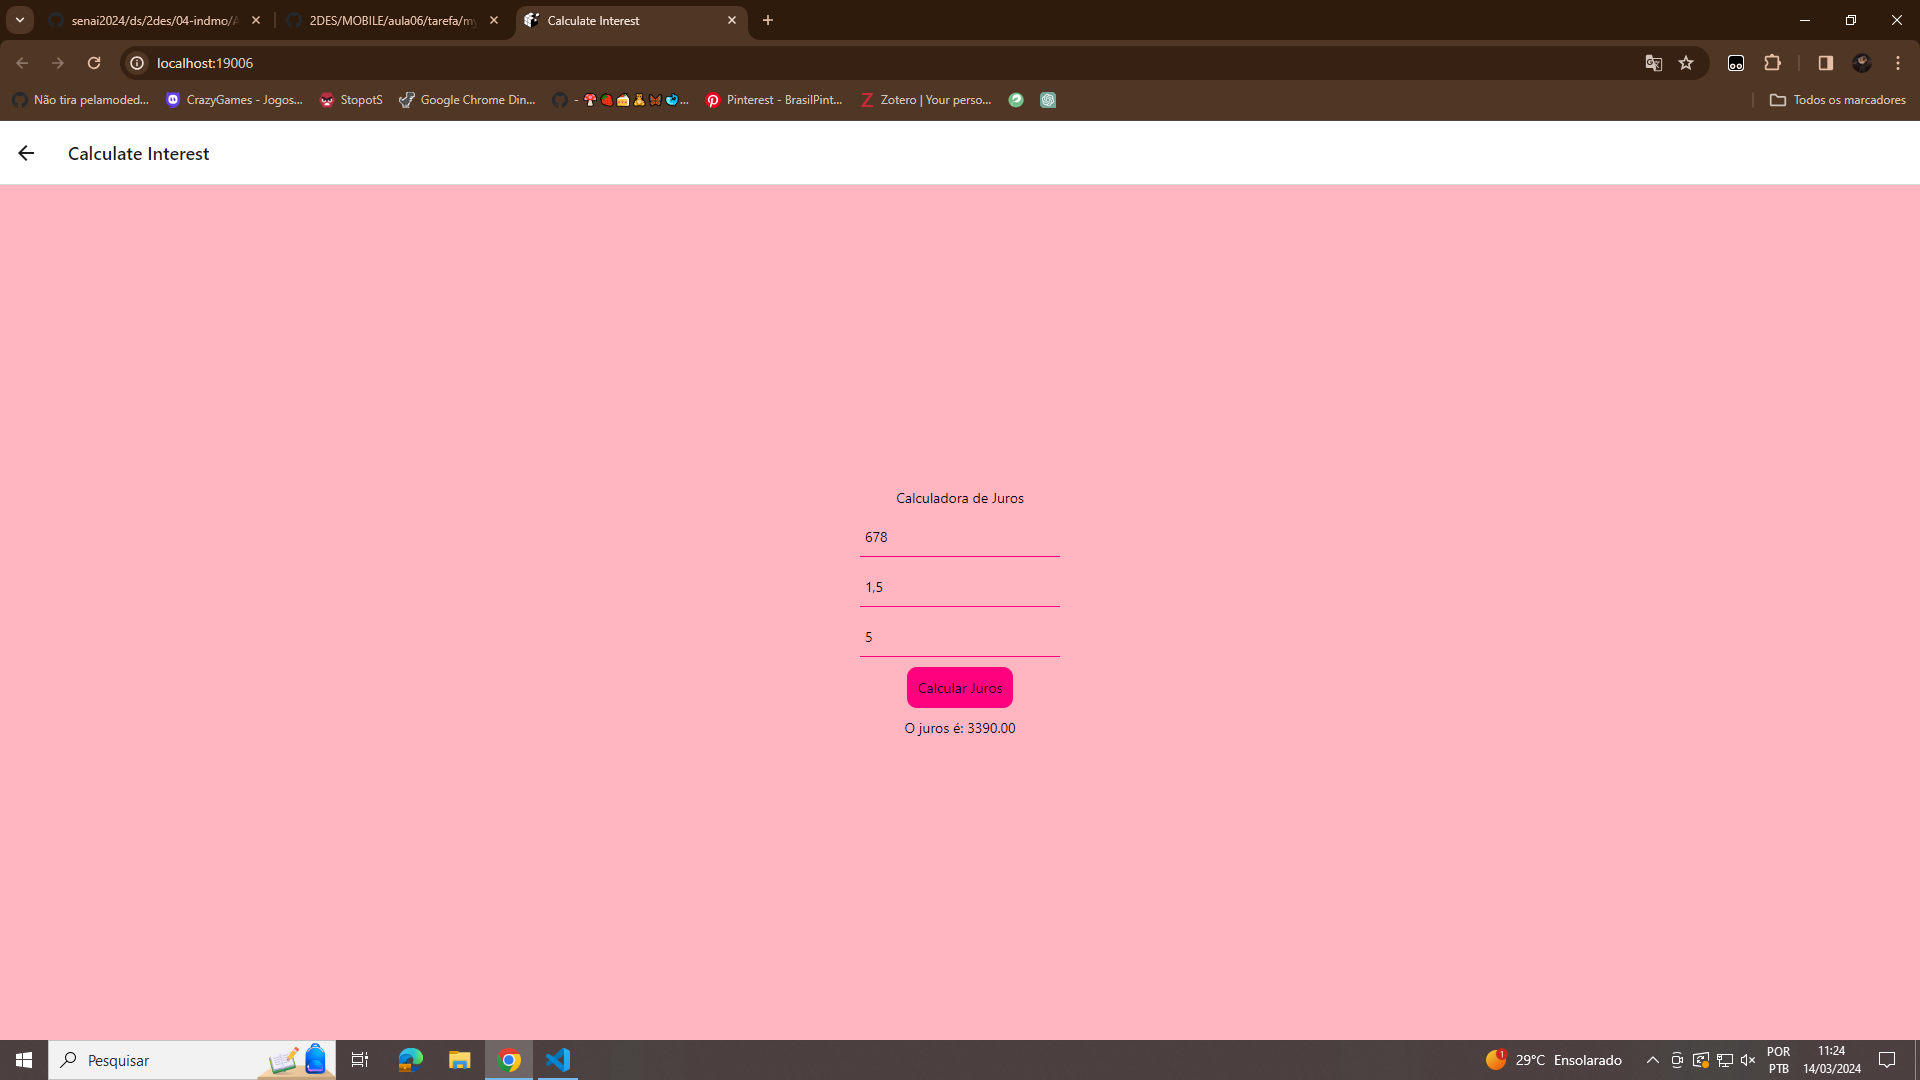 senai2024/ds/2des/04-indmo/A
2DES/MOBILE/aula06/tarefa/my
Calculate Interest
localhost:19006
Não tira pelamoded...
CrazyGames - Jogos...
StopotS
Google Chrome Din...
- 🍄🍓🍰🧸🦋🐦...
Pinterest - BrasilPint...
Zotero | Your perso...
Todos os marcadores
Calculate Interest
Calculadora de Juros
678
1,5
5
Calcular Juros
O juros é: 3390.00
Pesquisar
1
29°C Ensolarado
POR
PTB
11:24
14/03/2024